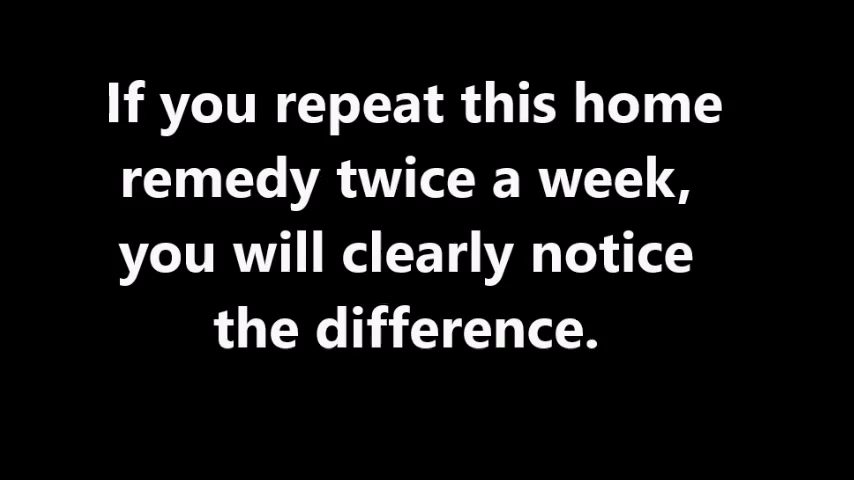 If you repeat this home
remedy twice a week,
you will clearly notice
the difference.